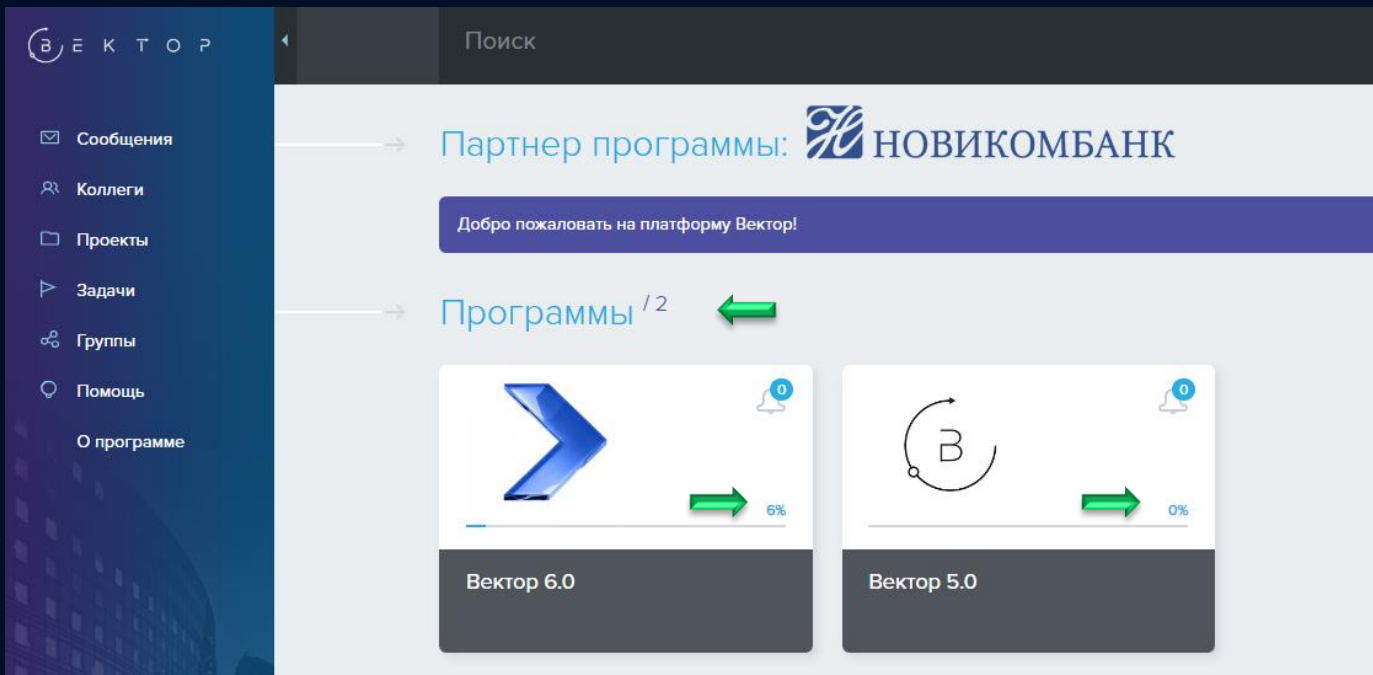 ВЕКТОР
Поиск
Сообщения
Коллеги
Проекты
Задачи
Группы
Помощь
О программе
Партнер программы: НОВИКОМБАНК
Добро пожаловать на платформу Вектор!
Программы / 2
0
6%
Вектор 6.0
0
В
0%
Вектор 5.0